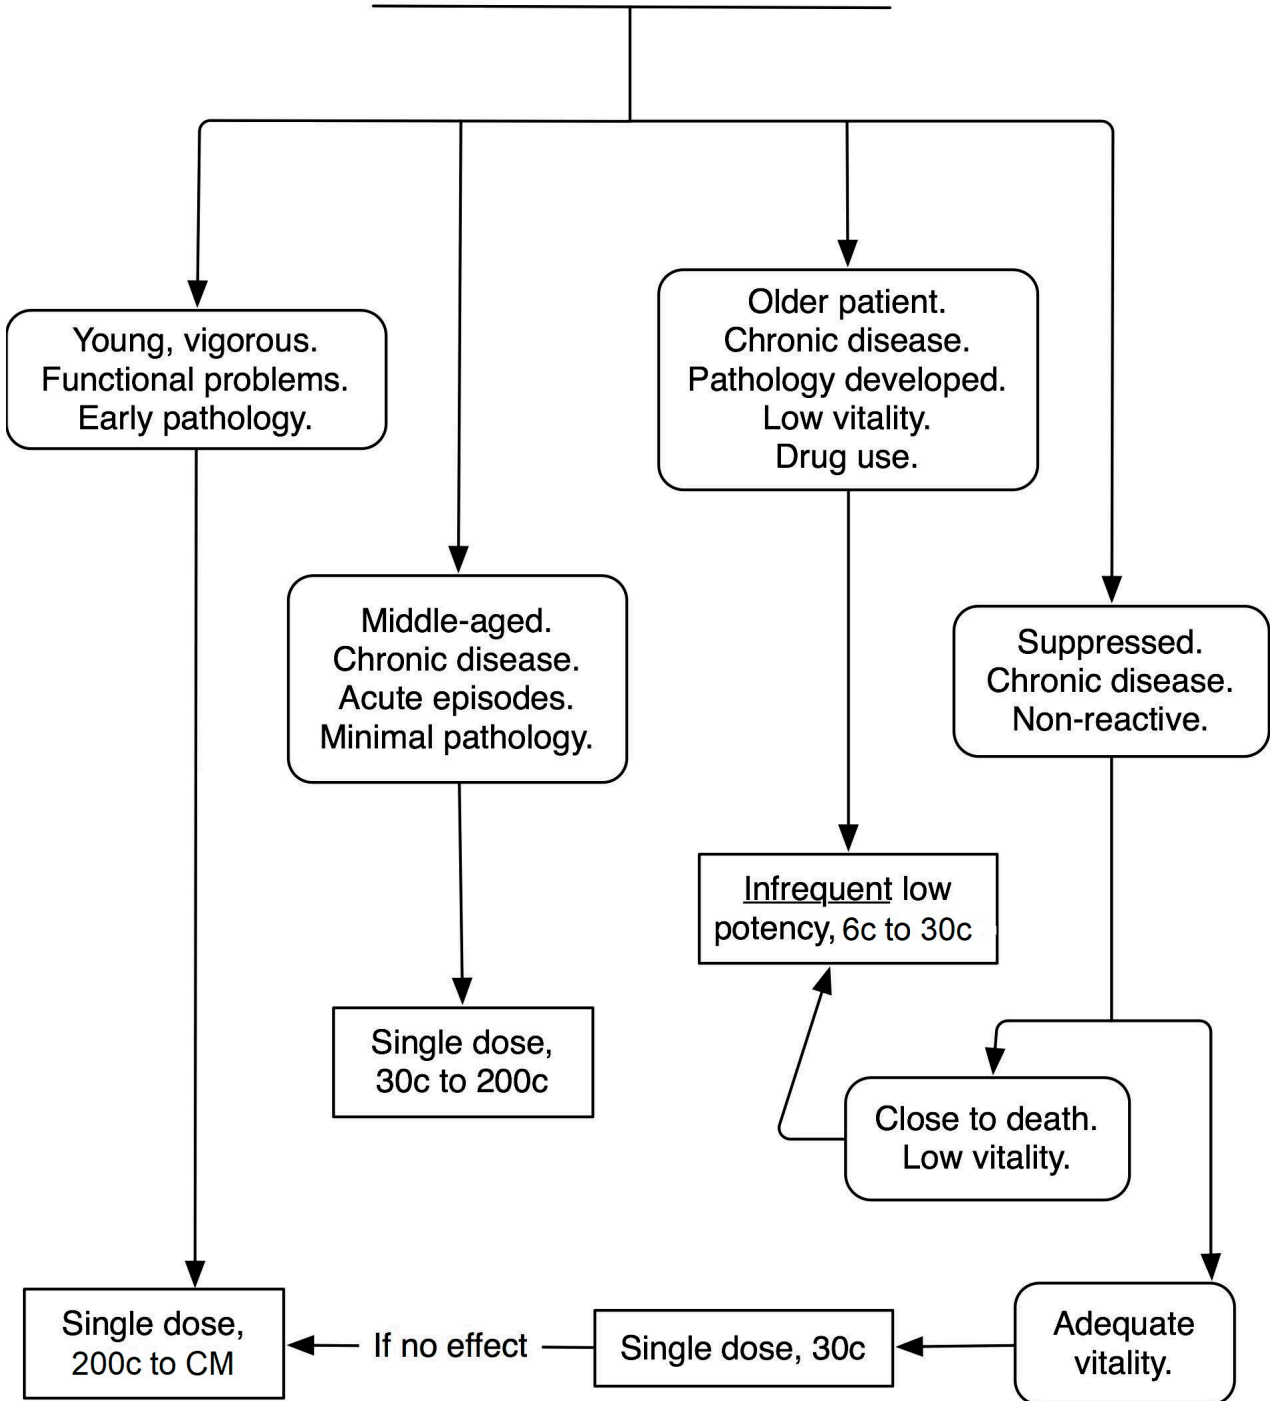 Young, vigorous.
Functional problems.
Early pathology.
Middle-aged.
Chronic disease.
Acute episodes.
Minimal pathology.
Older patient.
Chronic disease.
Pathology developed.
Low vitality.
Drug use.
Suppressed.
Chronic disease.
Non-reactive.
Infrequent low
potency, 6c to 30c
Single dose,
30c to 200c
Close to death.
Low vitality.
Single dose,
200c to CM
If no effect
Single dose, 30c
Adequate
vitality.